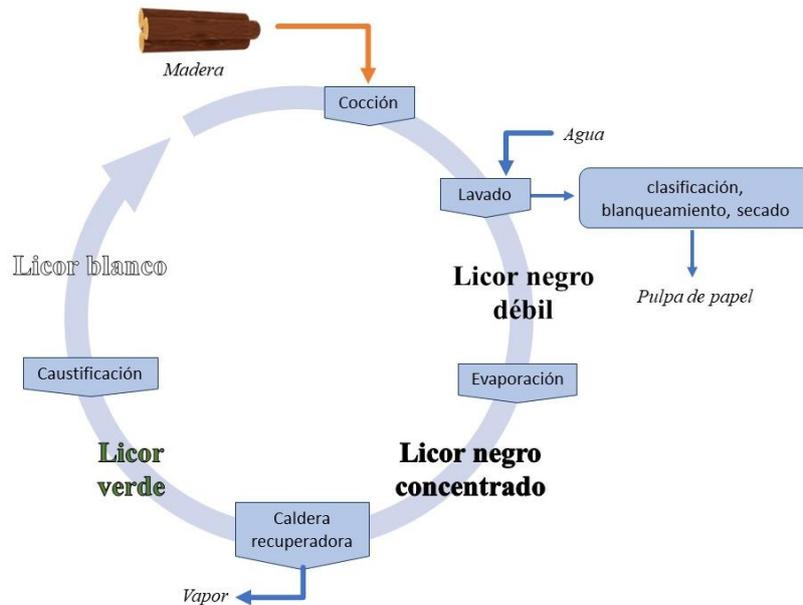 Madera
Cocción
Agua
Lavado
clasificación,
blanqueamiento, secado
Licor blanco
Licor negro
débil
Pulpa de papel
Caustificación
Evaporación
Licor
verde
Licor negro
concentrado
Caldera
recuperadora
Vapor